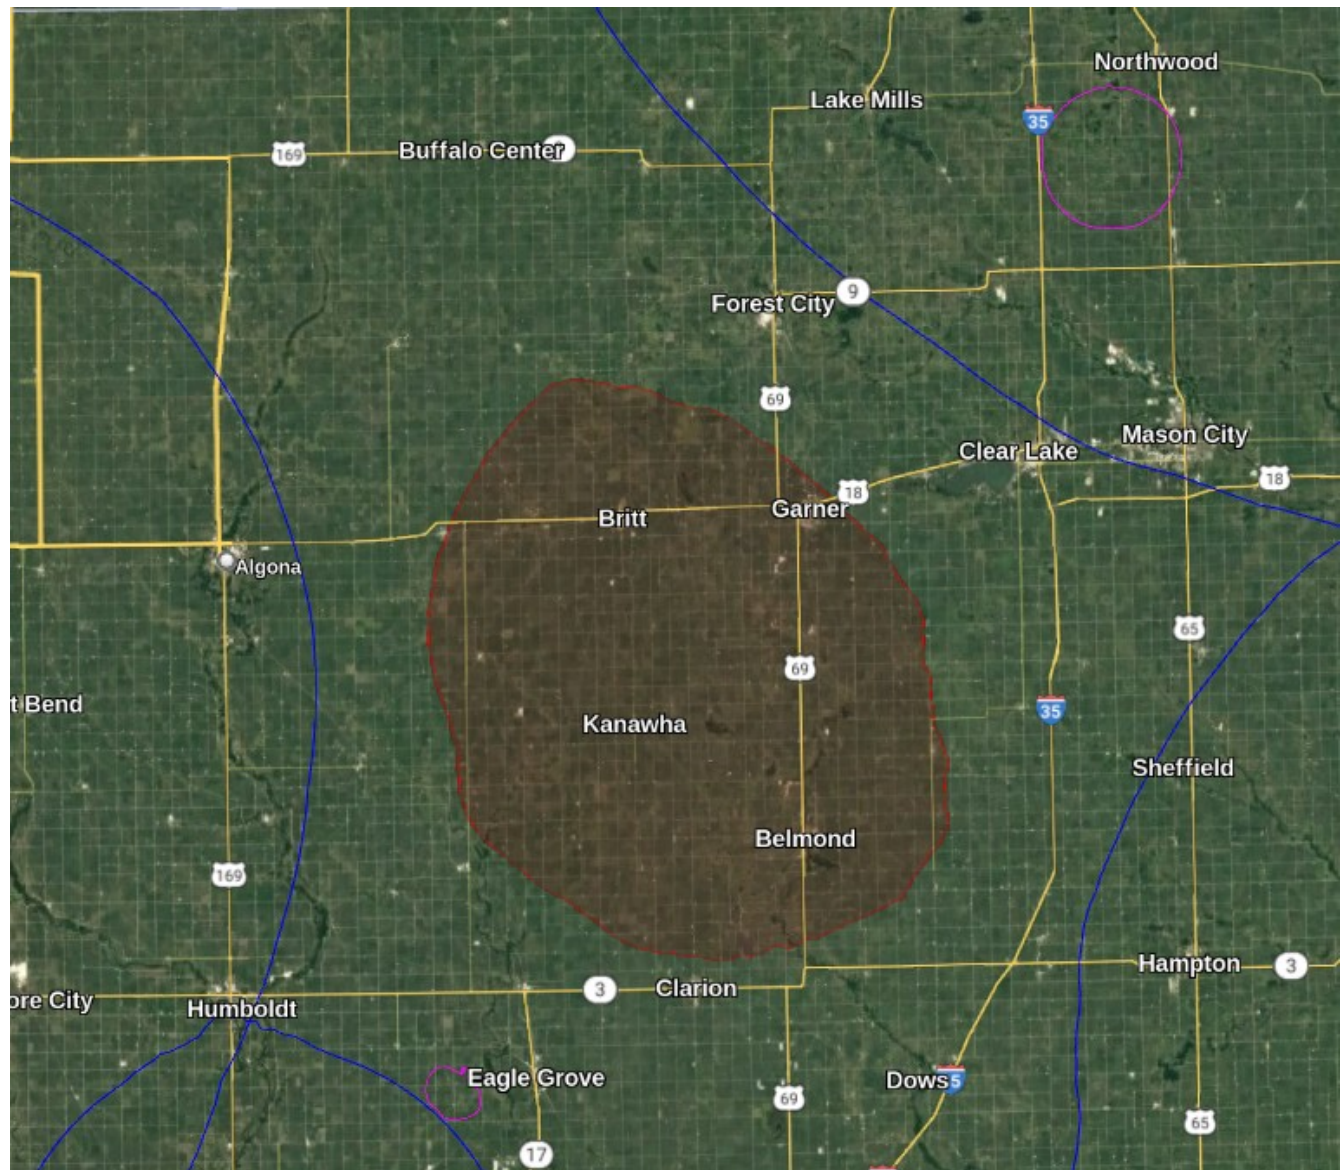 Northwood
Lake Mills
35
169
Buffalo Center
Forest City
9
69
Mason City
Clear Lake
18
18
Garner
Britt
Algona
65
69
t Bend
Kanawha
35
Sheffield
Belmond
169
Hampton
3
3
Clarion
ore City
Humboldt
Eagle Grove
Dows
5
69
65
17